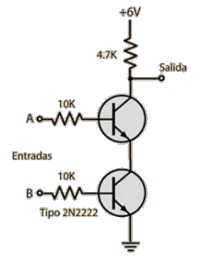 +6V
4.7K
Salida
10K
A
Entradas
10K
B
Tipo 2N2222